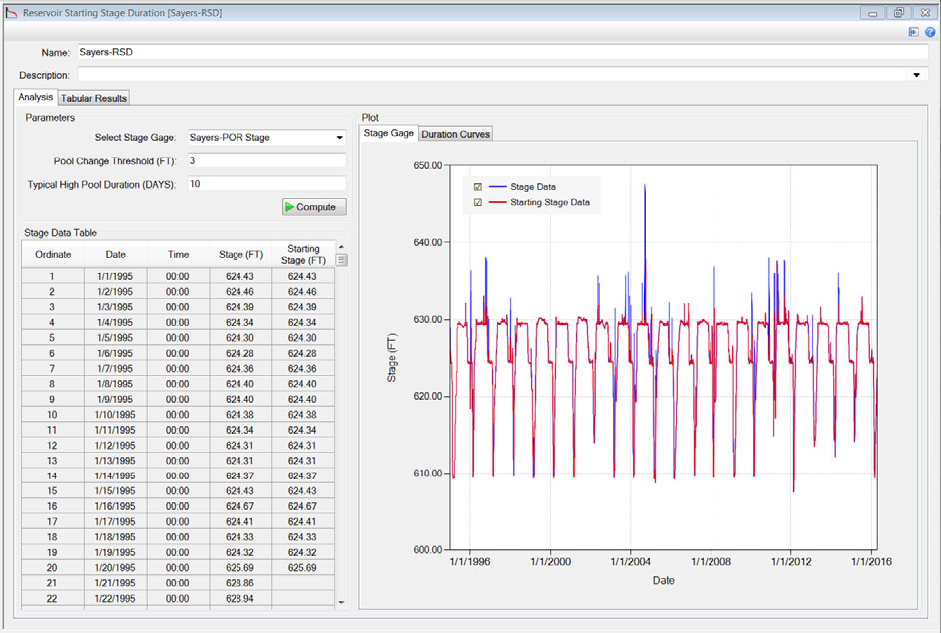 Reservoir Starting Stage Duration [Sayers-RSD]
Name: Sayers-RSD
Description:
Analysis Tabular Results
Parameters
Select Stage Gage: Sayers-POR Stage
Pool Change Threshold (FT): 3
Typical High Pool Duration (DAYS): 10
Compute
Stage Data Table
Ordinate Date Time Stage (FT) Starting Stage (FT)
1 1/1/1995 00:00 624.43 624.43
2 1/2/1995 00:00 624.46 624.46
3 1/3/1995 00:00 624.39 624.39
4 1/4/1995 00:00 624.34 624.34
5 1/5/1995 00:00 624.30 624.30
6 1/6/1995 00:00 624.28 624.28
7 1/7/1995 00:00 624.36 624.36
8 1/8/1995 00:00 624.40 624.40
9 1/9/1995 00:00 624.40 624.40
10 1/10/1995 00:00 624.38 624.38
11 1/11/1995 00:00 624.34 624.34
12 1/12/1995 00:00 624.31 624.31
13 1/13/1995 00:00 624.31 624.31
14 1/14/1995 00:00 624.37 624.37
15 1/15/1995 00:00 624.43 624.43
16 1/16/1995 00:00 624.67 624.67
17 1/17/1995 00:00 624.41 624.41
18 1/18/1995 00:00 624.33 624.33
19 1/19/1995 00:00 624.32 624.32
20 1/20/1995 00:00 625.69 625.69
21 1/21/1995 00:00 628.86
22 1/22/1995 00:00 628.94
Plot
Stage Gage Duration Curves
Stage Data
Starting Stage Data
650.00
640.00
630.00
620.00
610.00
600.00
Stage (FT)
1/1/1996 1/1/2000 1/1/2004 1/1/2008 1/1/2012 1/1/2016
Date